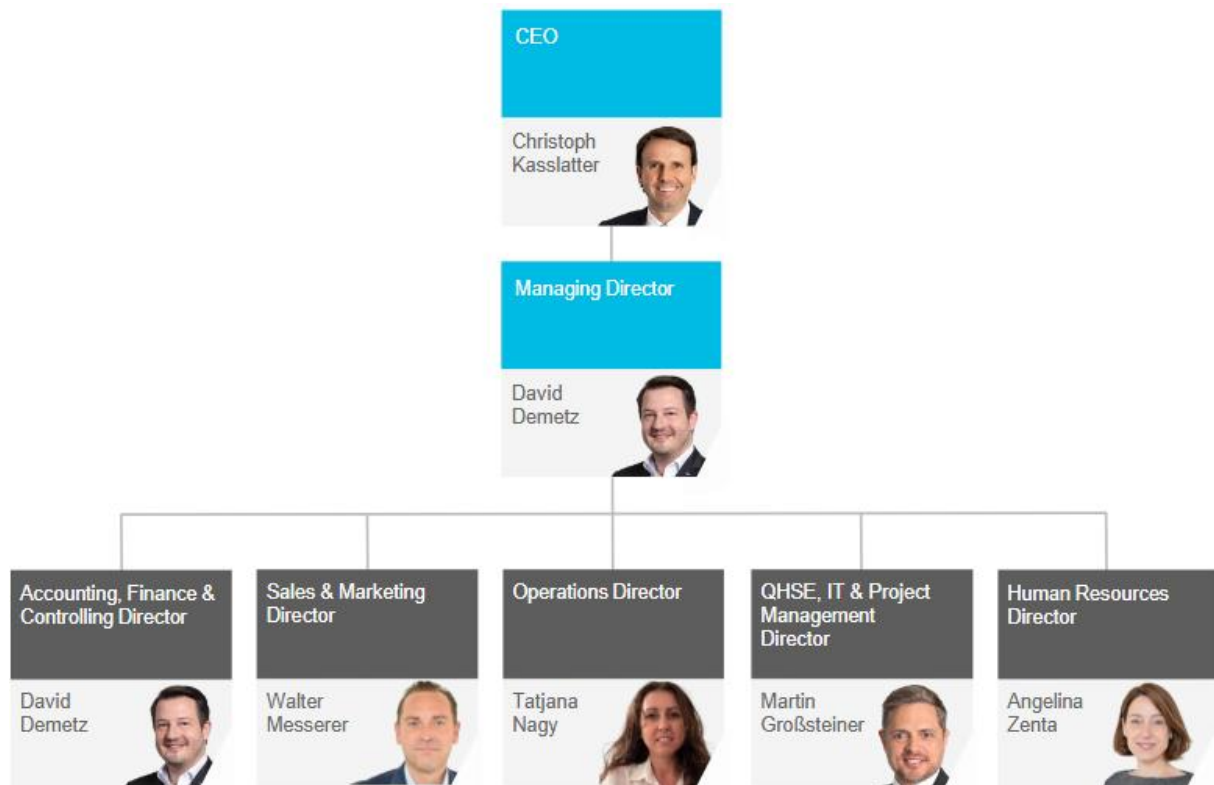 CEO
Christoph
Kasslatter
Managing Director
David
Demetz
Accounting, Finance &
Controlling Director
David
Demetz
Sales & Marketing
Director
Walter
Messerer
Operations Director
Tatjana
Nagy
QHSE, IT & Project
Management
Director
Martin
Großsteiner
Human Resources
Director
Angelina
Zenta